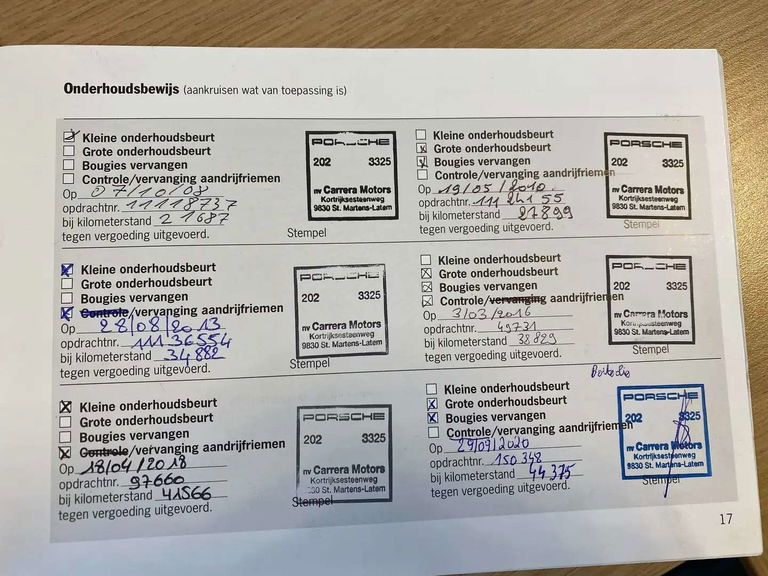 Onderhoudsbewijs (aankruisen wat van toepassing is)
Kleine onderhoudsbeurt
Grote onderhoudsbeurt
Bougies vervangen
Controle/vervanging aandrijfriemen
Op 07/10/08
opdrachtnr. 11118737
bij kilometerstand 21687
tegen vergoeding uitgevoerd.
PORSCHE
202 3325
nv Carrera Motors
Kortrijksesteenweg
9830 St. Martens-Latem
Stempel
Kleine onderhoudsbeurt
Grote onderhoudsbeurt
Bougies vervangen
Controle/vervanging aandrijfriemen
Op 19/05/2010
opdrachtnr. 111 241 55
bij kilometerstand 27899
tegen vergoeding uitgevoerd.
PORSCHE
202 3325
nv Carrera Motors
Kortrijksesteenweg
9830 St. Martens-Latem
Stempel
Kleine onderhoudsbeurt
Grote onderhoudsbeurt
Bougies vervangen
Controle/vervanging aandrijfriemen
Op 28/08/2013
opdrachtnr. 111 36554
bij kilometerstand 34882
tegen vergoeding uitgevoerd.
PORSCHE
202 3325
nv Carrera Motors
Kortrijksesteenweg
9830 St. Martens-Latem
Stempel
Kleine onderhoudsbeurt
Grote onderhoudsbeurt
Bougies vervangen
Controle/vervanging aandrijfriemen
Op 3/03/2016
opdrachtnr. 49731
bij kilometerstand 38829
tegen vergoeding uitgevoerd.
PORSCHE
202 3325
nv Carrera Motors
Kortrijksesteenweg
9830 St. Martens-Latem
Stempel
Kleine onderhoudsbeurt
Grote onderhoudsbeurt
Bougies vervangen
Controle/vervanging aandrijfriemen
Op 18/04/2018
opdrachtnr. 97660
bij kilometerstand 41566
tegen vergoeding uitgevoerd.
PORSCHE
202 3325
nv Carrera Motors
Kortrijksesteenweg
9830 St. Martens-Latem
Stempel
Kleine onderhoudsbeurt
Grote onderhoudsbeurt
Bougies vervangen
Controle/vervanging aandrijfriemen
Op 29/09/2020
opdrachtnr. 150348
bij kilometerstand 44375
tegen vergoeding uitgevoerd.
PORSCHE
202 3325
nv Carrera Motors
Kortrijksesteenweg
9830 St. Martens-Latem
Stempel
17